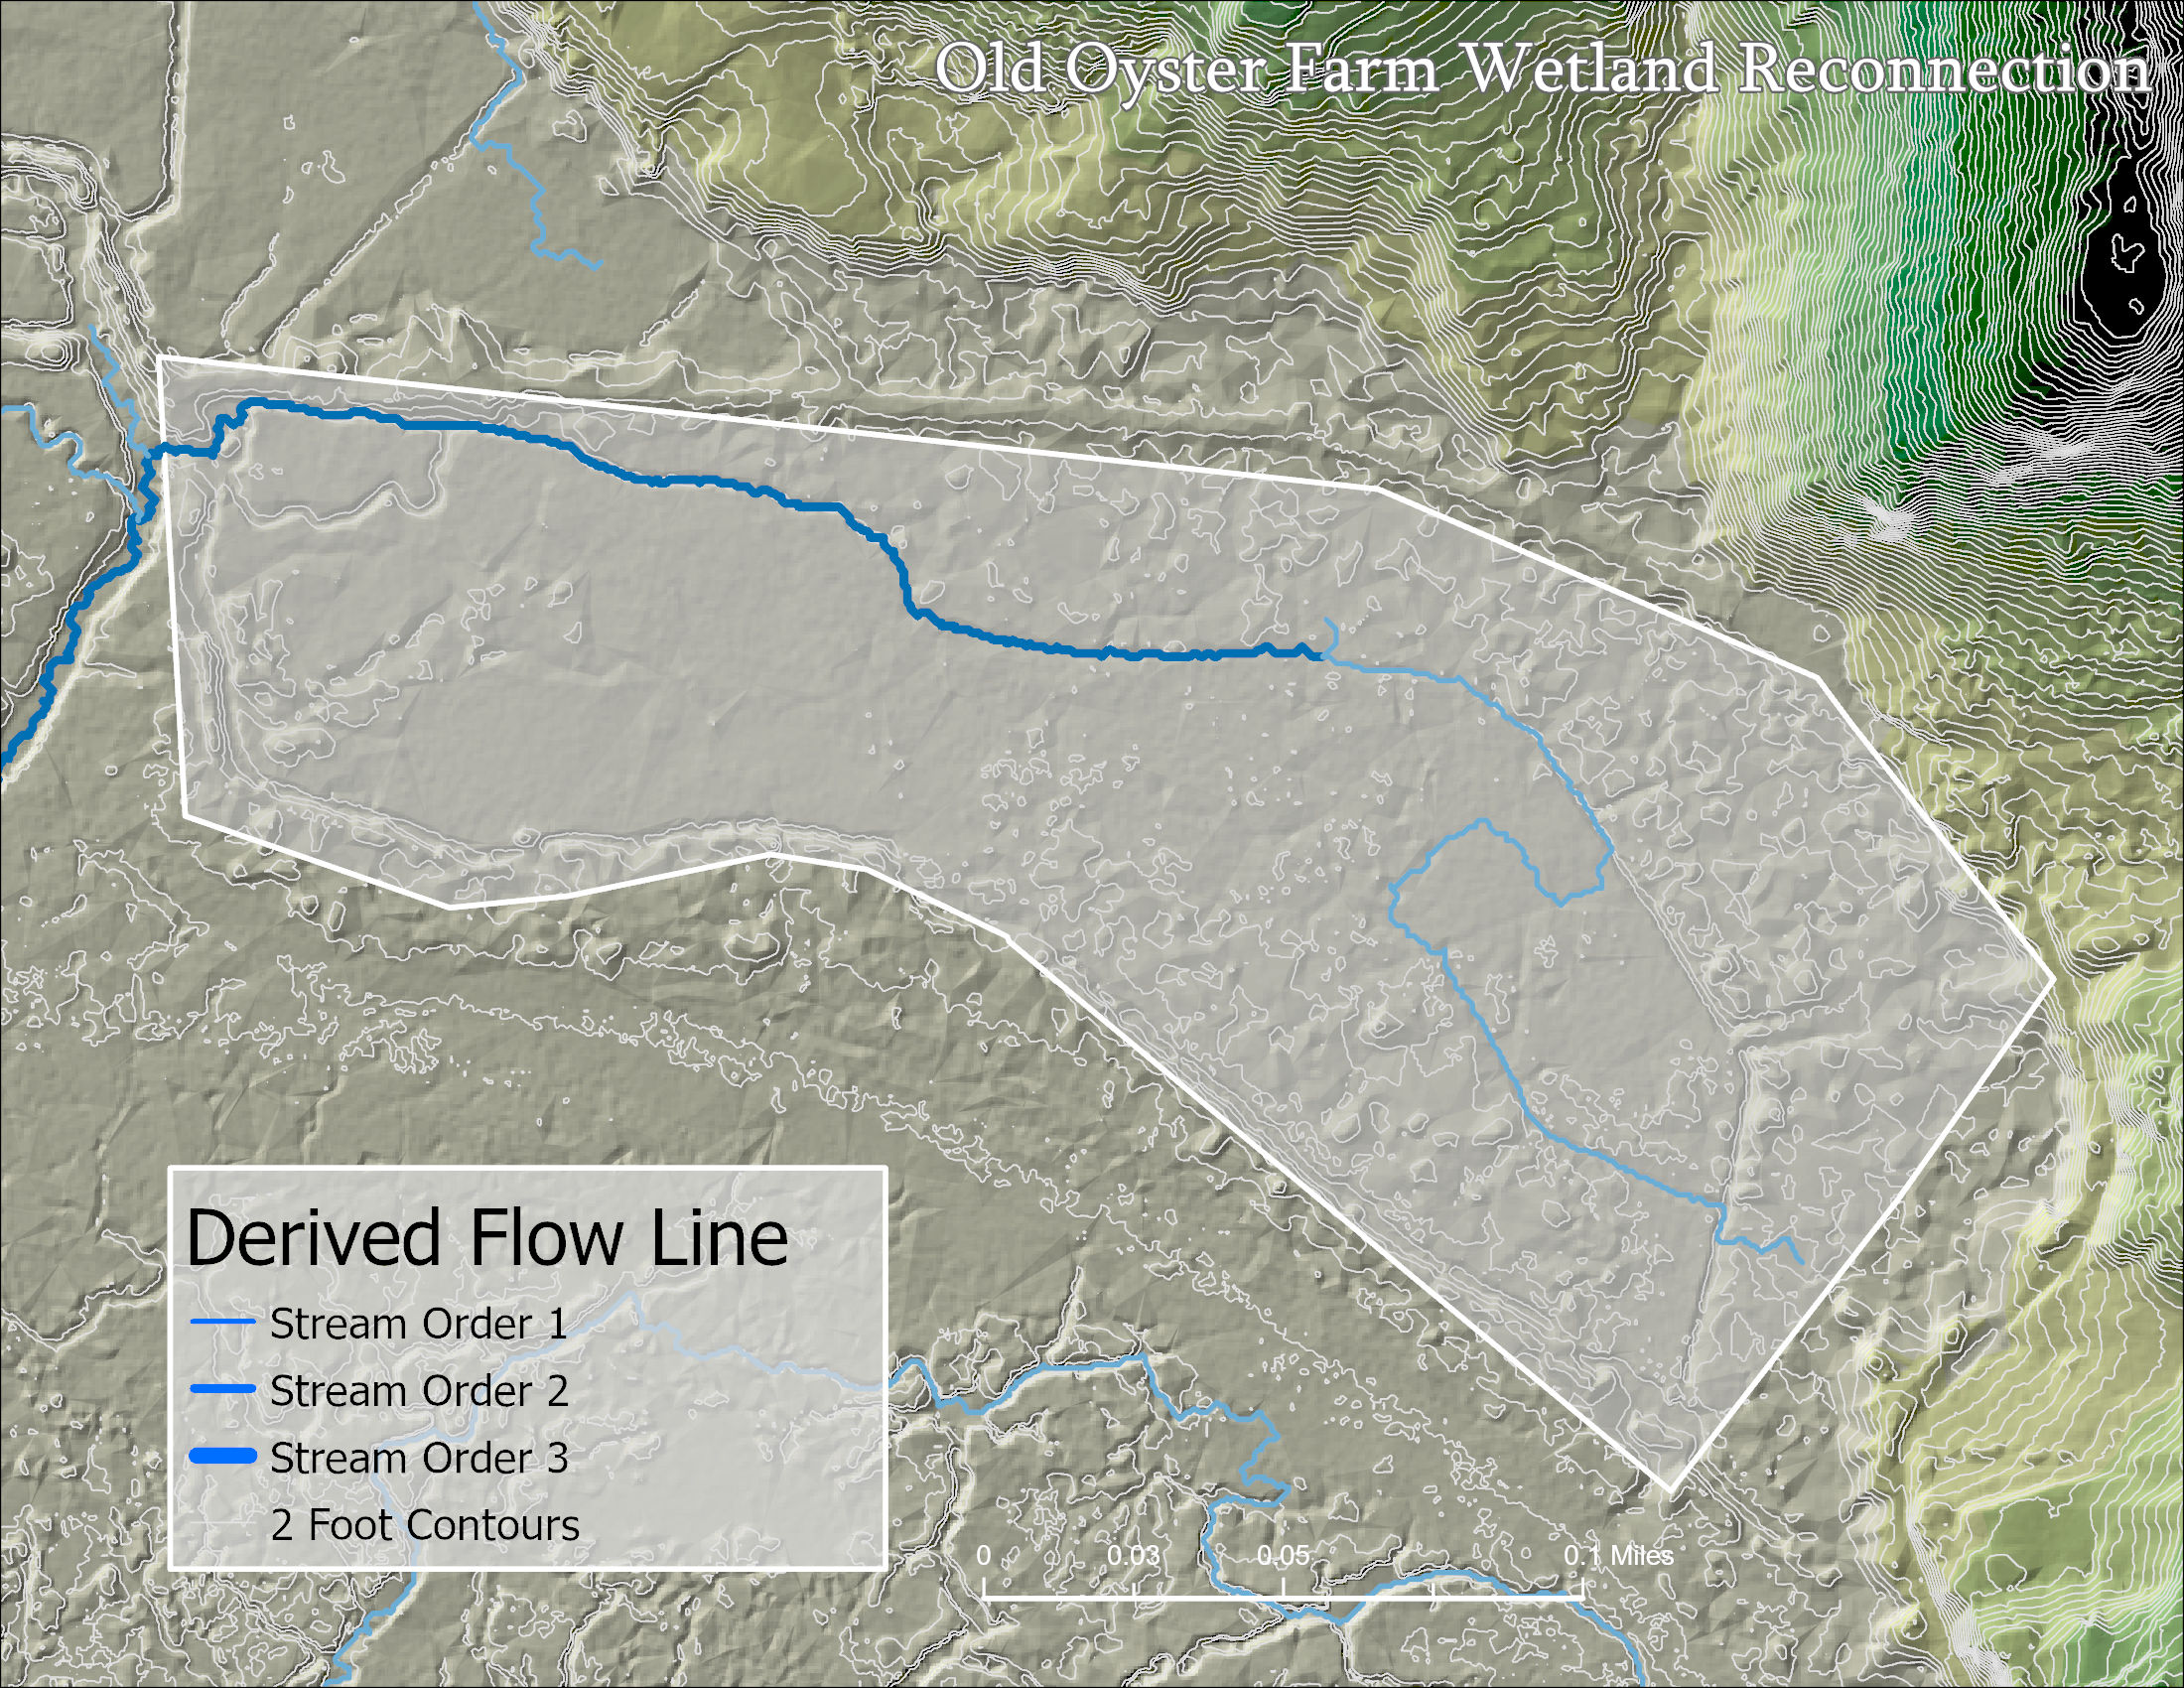 Old Oyster Farm Wetland Reconnection
Derived Flow Line
Stream Order 1
Stream Order 2
Stream Order 3
2 Foot Contours
0 0.03 0.05 0.1 Miles